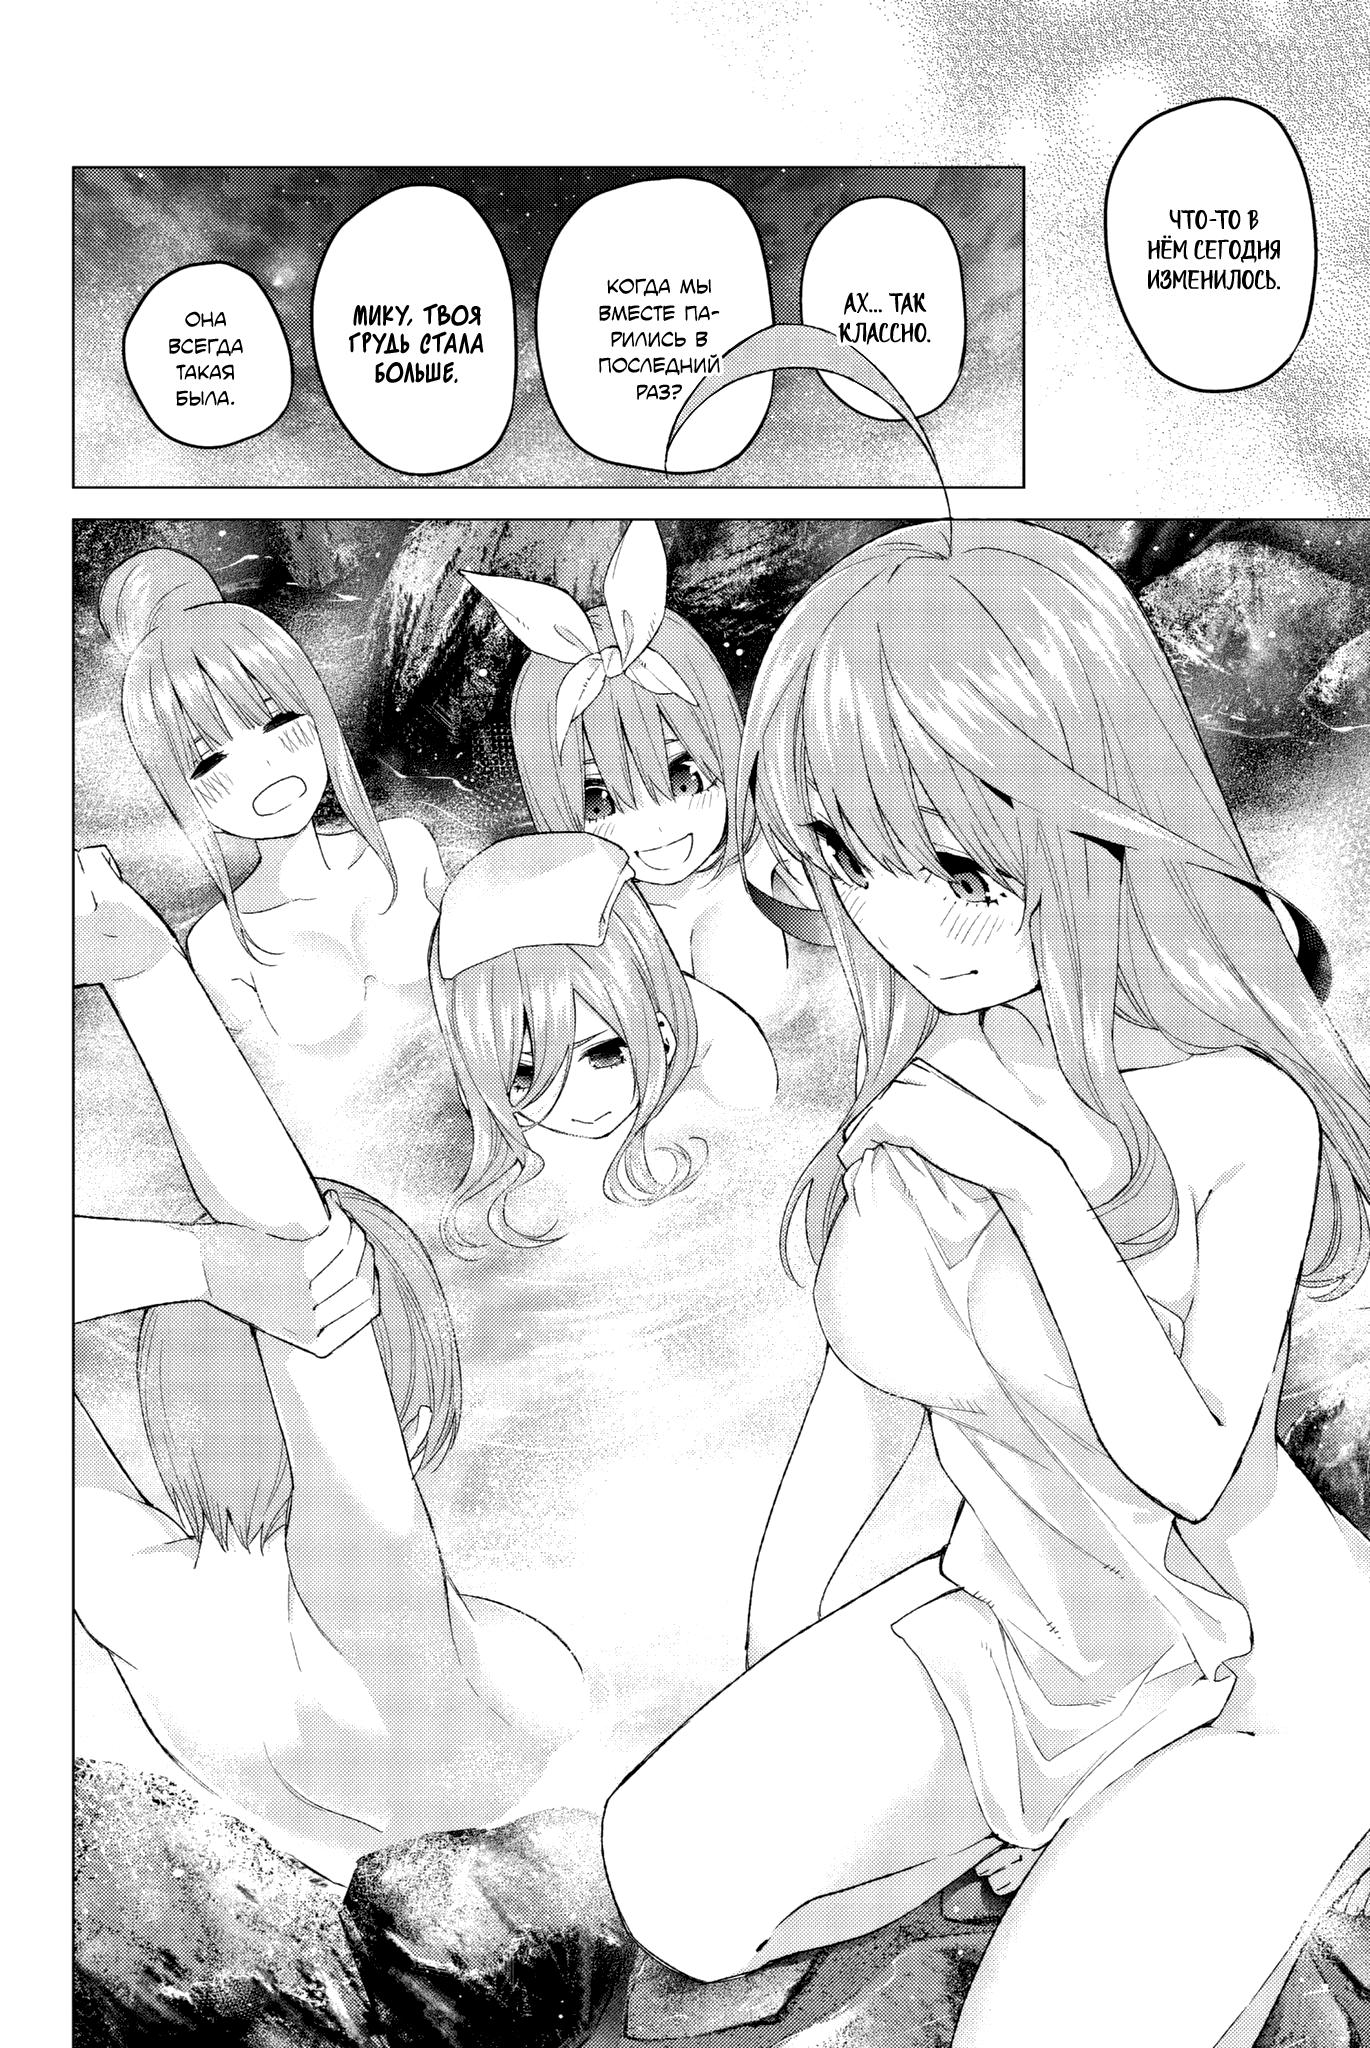 ЧТО-ТО В
НЁМ СЕГОДНЯ
ИЗМЕНИЛОСЬ.
АХ... ТАК
КЛАССНО.
КОГДА МЫ
ВМЕСТЕ ПА-
РИЛИСЬ В
ПОСЛЕДНИЙ
РАЗ?
МИКУ, ТВОЯ
ГРУДЬ СТАЛА
БОЛЬШЕ.
ОНА
ВСЕГДА
ТАКАЯ
БЫЛА.